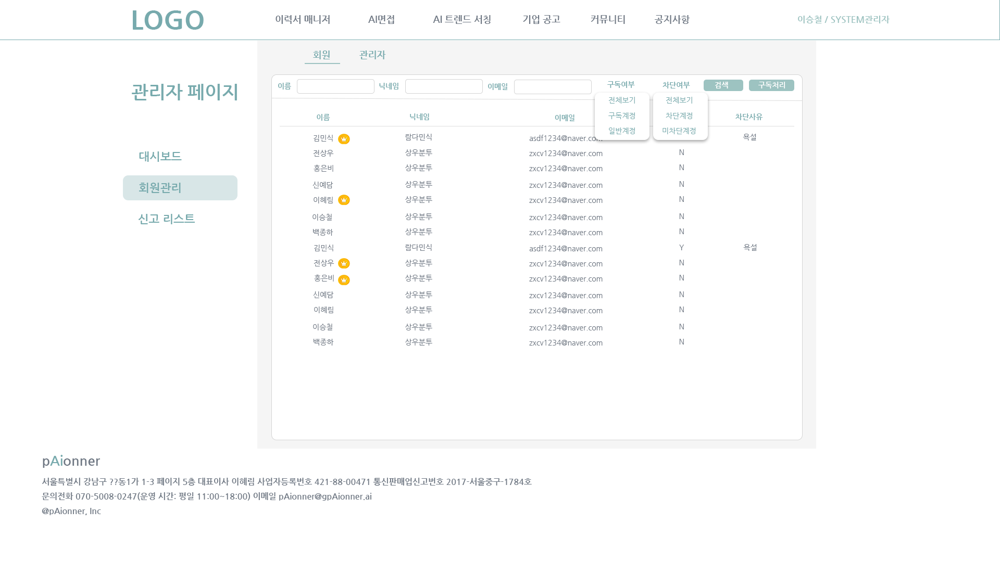 LOGO 이력서 매니저 AI면접 AI 트렌드 서칭 기업 공고 커뮤니티 공지사항 이승철 / SYSTEM관리자
회원 관리자
관리자 페이지
대시보드
회원관리
신고 리스트
이름 닉네임 이메일 구독여부 차단여부 검색 구독처리
전체보기 전체보기
구독계정 차단계정
일반계정 미차단계정
이름 닉네임 이메일 차단사유
김민식 람다민식 asdf1234@naver.com 욕설
전상우 상우분투 zxcv1234@naver.com N
홍은비 상우분투 zxcv1234@naver.com N
신예담 상우분투 zxcv1234@naver.com N
이혜림 상우분투 zxcv1234@naver.com N
이승철 상우분투 zxcv1234@naver.com N
백종하 상우분투 zxcv1234@naver.com N
김민식 람다민식 asdf1234@naver.com Y 욕설
전상우 상우분투 zxcv1234@naver.com N
홍은비 상우분투 zxcv1234@naver.com N
신예담 상우분투 zxcv1234@naver.com N
이혜림 상우분투 zxcv1234@naver.com N
이승철 상우분투 zxcv1234@naver.com N
백종하 상우분투 zxcv1234@naver.com N
pAionner
서울특별시 강남구 ??동1가 1-3 페이지 5층 대표이사 이혜림 사업자등록번호 421-88-00471 통신판매업신고번호 2017-서울중구-1784호
문의전화 070-5008-0247(운영 시간: 평일 11:00~18:00) 이메일 pAionner@gpAionner.ai
@pAionner, Inc